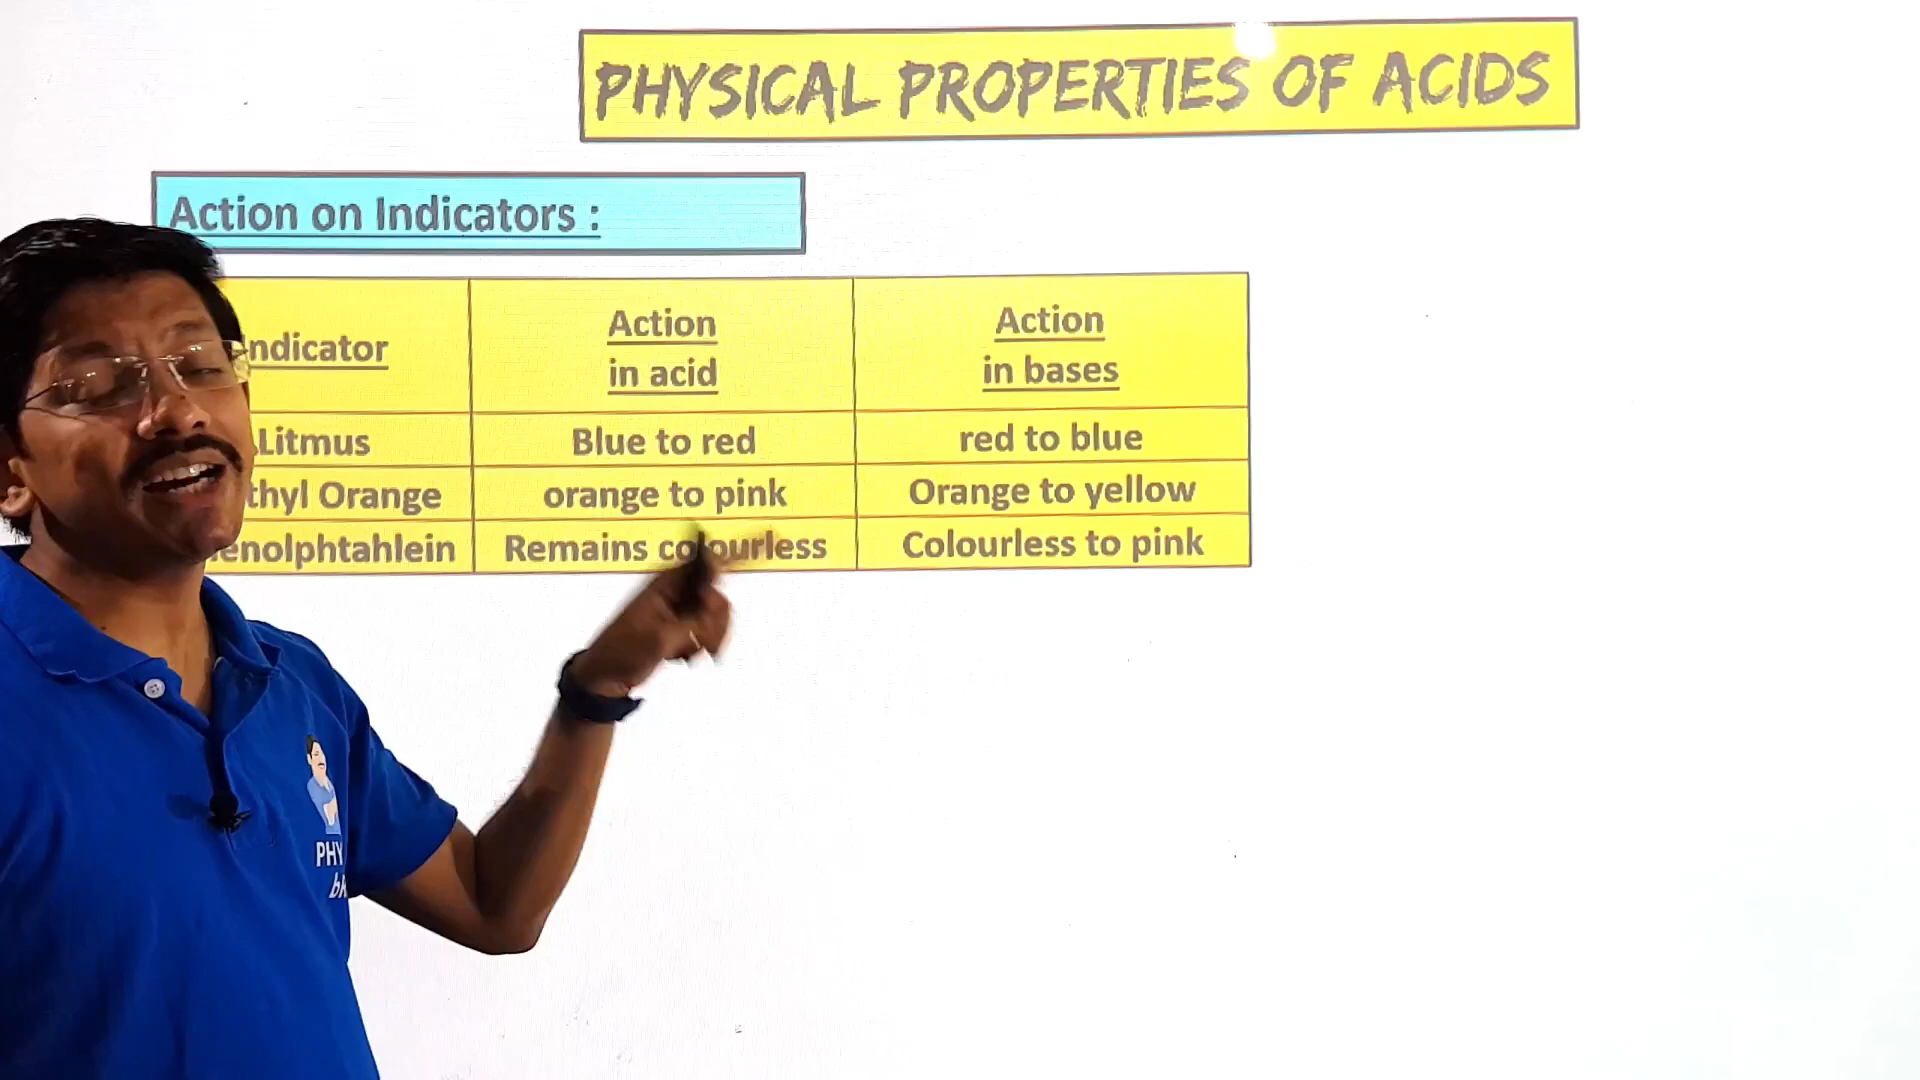 PHYSICAL PROPERTIES OF ACIDS
Action on Indicators :
ndicator
Action
in acid
Action
in bases
Litmus
Blue to red
red to blue
thyl Orange
orange to pink
Orange to yellow
enolphtahlein
Remains colourless
Colourless to pink
PHY